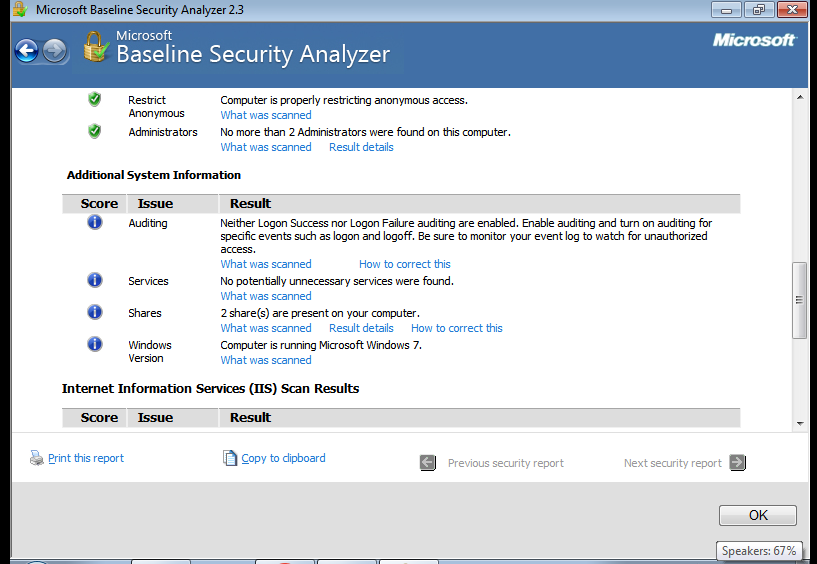 Microsoft Baseline Security Analyzer 2.3
Microsoft
Baseline Security Analyzer
Microsoft
Restrict Anonymous
Computer is properly restricting anonymous access.
What was scanned
Administrators
No more than 2 Administrators were found on this computer.
What was scanned Result details
Additional System Information
Score Issue Result
Auditing
Neither Logon Success nor Logon Failure auditing are enabled. Enable auditing and turn on auditing for
specific events such as logon and logoff. Be sure to monitor your event log to watch for unauthorized
access.
What was scanned How to correct this
Services
No potentially unnecessary services were found.
What was scanned
Shares
2 share(s) are present on your computer.
What was scanned Result details How to correct this
Windows Version
Computer is running Microsoft Windows 7.
What was scanned
Internet Information Services (IIS) Scan Results
Score Issue Result
Print this report Copy to clipboard Previous security report Next security report
OK
Speakers: 67%